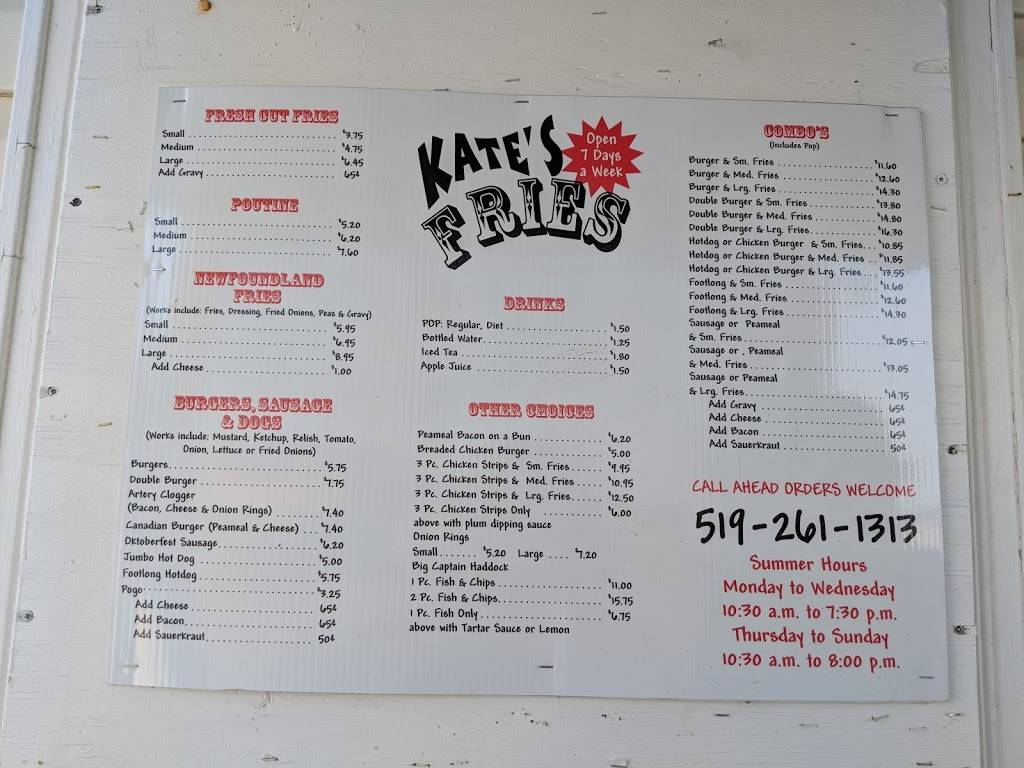 FRESH CUT FRIES
Small $3.75
Medium $4.75
Large $6.45
Add Gravy 65¢
POUTINE
Small $5.20
Medium $6.20
Large $7.60
NEWFOUNDLAND
FRIES
(Works include: Fries, Dressing, Fried Onions, Peas & Gravy)
Small $5.95
Medium $6.95
Large $8.95
Add Cheese $1.00
BURGERS, SAUSAGE
& DOGS
(Works include: Mustard, Ketchup, Relish, Tomato,
Onion, Lettuce or Fried Onions)
Burgers $5.75
Double Burger $7.75
Artery Clogger
(Bacon, Cheese & Onion Rings) $7.40
Canadian Burger (Peameal & Cheese) $7.40
Oktoberfest Sausage $6.20
Jumbo Hot Dog $5.00
Footlong Hotdog $5.75
Pogo $3.25
Add Cheese 65¢
Add Bacon 65¢
Add Sauerkraut 50¢
KATE'S
FRIES
Open
7 Days
a Week
DRINKS
POP: Regular, Diet $1.50
Bottled Water $1.25
Iced Tea $1.80
Apple Juice $1.50
OTHER CHOICES
Peameal Bacon on a Bun $6.20
Breaded Chicken Burger $5.00
3 Pc. Chicken Strips & Sm. Fries $9.95
3 Pc. Chicken Strips & Med. Fries $10.95
3 Pc. Chicken Strips & Lrg. Fries $12.50
3 Pc. Chicken Strips Only $6.00
above with plum dipping sauce
Onion Rings
Small $5.20 Large $7.20
Big Captain Haddock
1 Pc. Fish & Chips $11.00
2 Pc. Fish & Chips $15.75
1 Pc. Fish Only $6.75
above with Tartar Sauce or Lemon
COMBO'S
(Includes Pop)
Burger & Sm. Fries $11.60
Burger & Med. Fries $12.60
Burger & Lrg. Fries $14.30
Double Burger & Sm. Fries $13.80
Double Burger & Med. Fries $14.80
Double Burger & Lrg. Fries $16.30
Hotdog or Chicken Burger & Sm. Fries $10.85
Hotdog or Chicken Burger & Med. Fries $11.85
Hotdog or Chicken Burger & Lrg. Fries $13.55
Footlong & Sm. Fries $11.60
Footlong & Med. Fries $12.60
Footlong & Lrg. Fries $14.30
Sausage or Peameal
& Sm. Fries $12.05
Sausage or Peameal
& Med. Fries $13.05
Sausage or Peameal
& Lrg. Fries $14.75
Add Gravy 65¢
Add Cheese 65¢
Add Bacon 65¢
Add Sauerkraut 50¢
CALL AHEAD ORDERS WELCOME
519-261-1313
Summer Hours
Monday to Wednesday
10:30 a.m. to 7:30 p.m.
Thursday to Sunday
10:30 a.m. to 8:00 p.m.